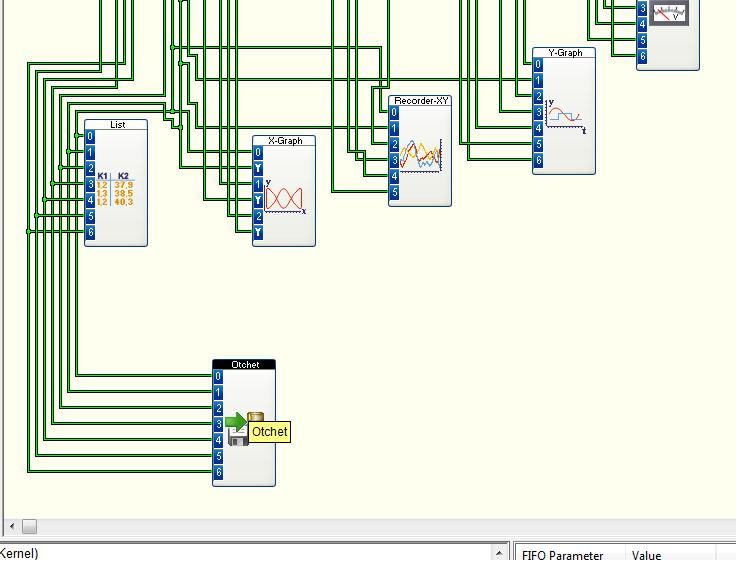 3
4
5
6
V
Y-Graph
0
1
2
3
4
5
6
y
t
Recorder-XY
0
1
2
3
4
5
List
0
1
2
3
4
5
6
K1 K2
1,2 37,9
1,3 38,5
1,2 40,3
X-Graph
0
Y
1
Y
2
Y
y
x
Otchet
0
1
2
3
4
5
6
Otchet
Kernel)
FIFO Parameter Value